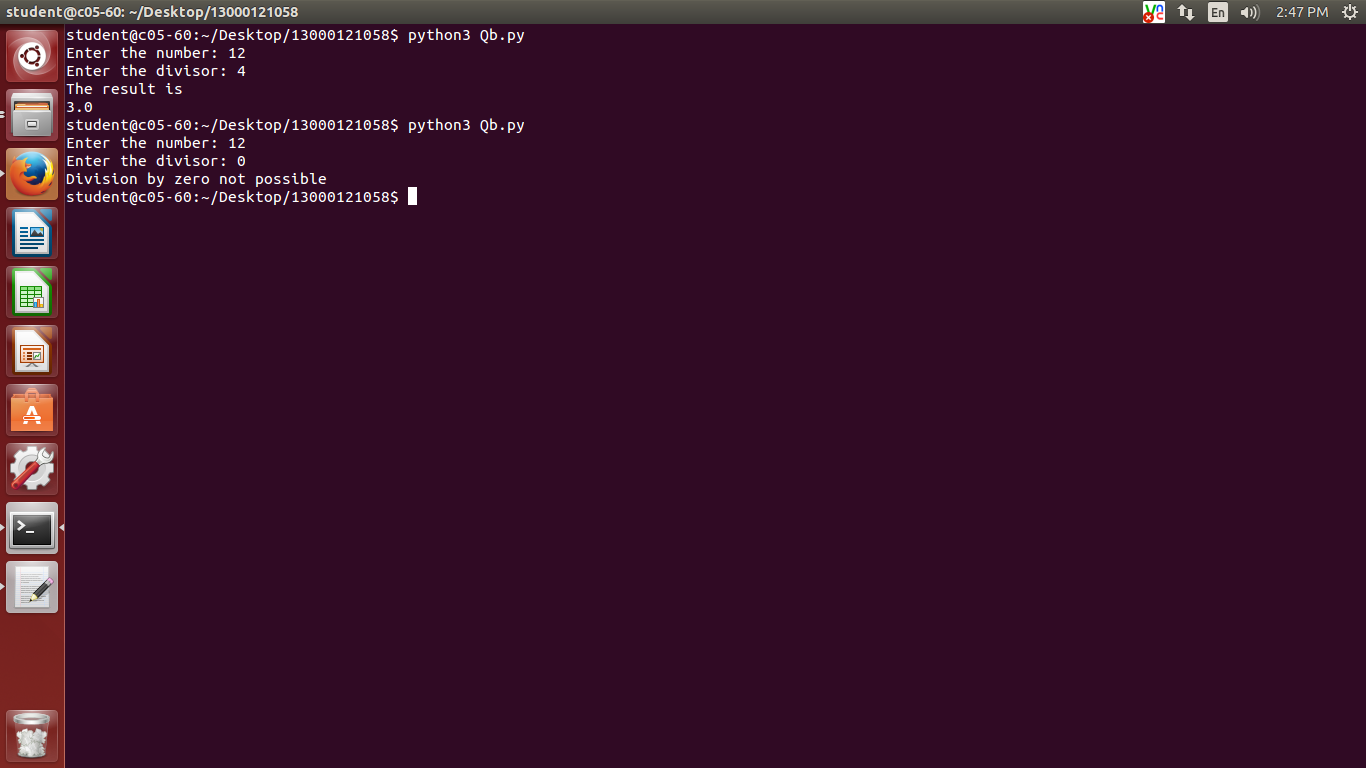 student@c05-60: ~/Desktop/13000121058
En
2:47 PM
student@c05-60:~/Desktop/13000121058$ python3 Qb.py
Enter the number: 12
Enter the divisor: 4
The result is
3.0
student@c05-60:~/Desktop/13000121058$ python3 Qb.py
Enter the number: 12
Enter the divisor: 0
Division by zero not possible
student@c05-60:~/Desktop/13000121058$